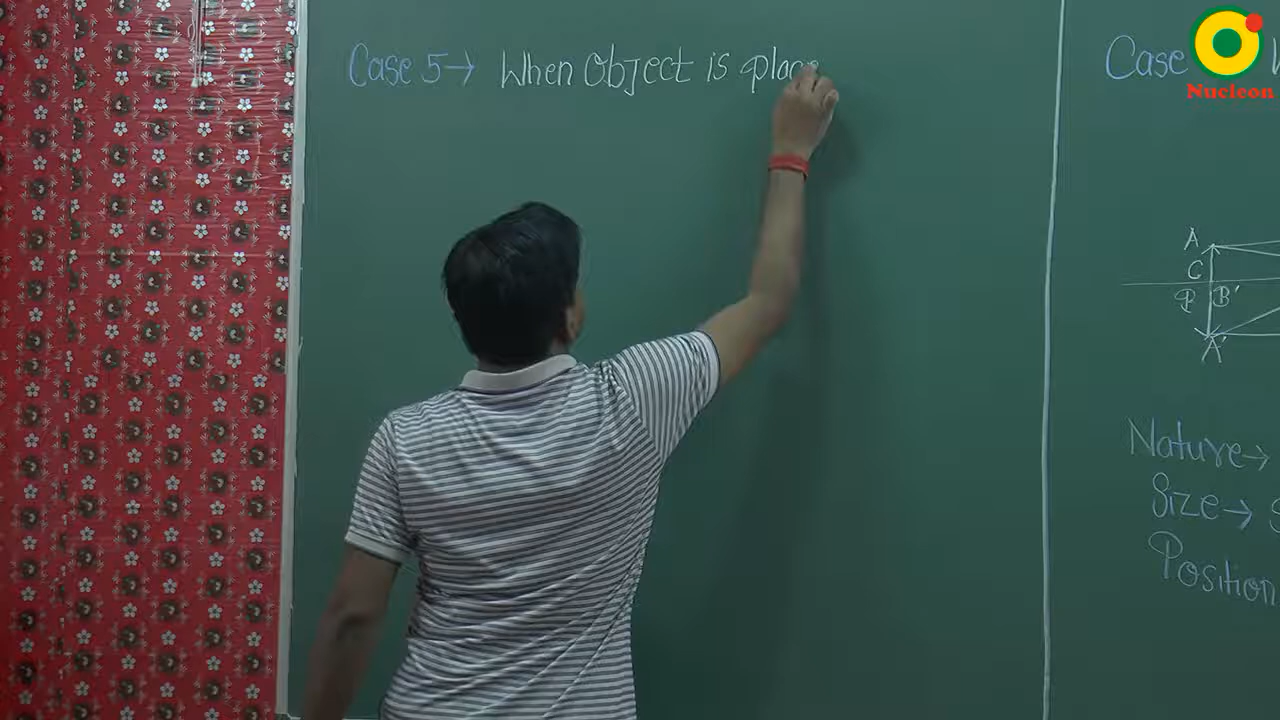 Case 5→ When Object is place
Case
Nucleon
A
C
P B'
A'
Nature→
Size→
Position